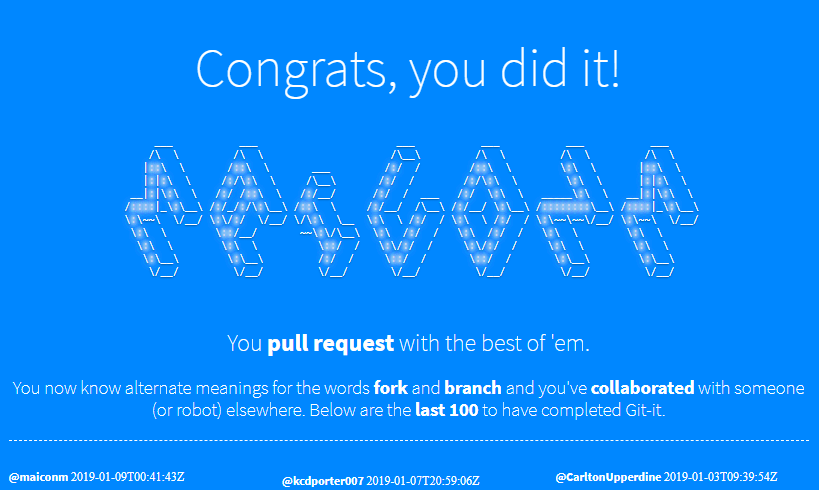 Congrats, you did it!
MAICONM
You pull request with the best of 'em.
You now know alternate meanings for the words fork and branch and you've collaborated with someone
(or robot) elsewhere. Below are the last 100 to have completed Git-it.
@maiconm 2019-01-09T00:41:43Z @kcdporter007 2019-01-07T20:59:06Z @CarltonUpperdine 2019-01-03T09:39:54Z